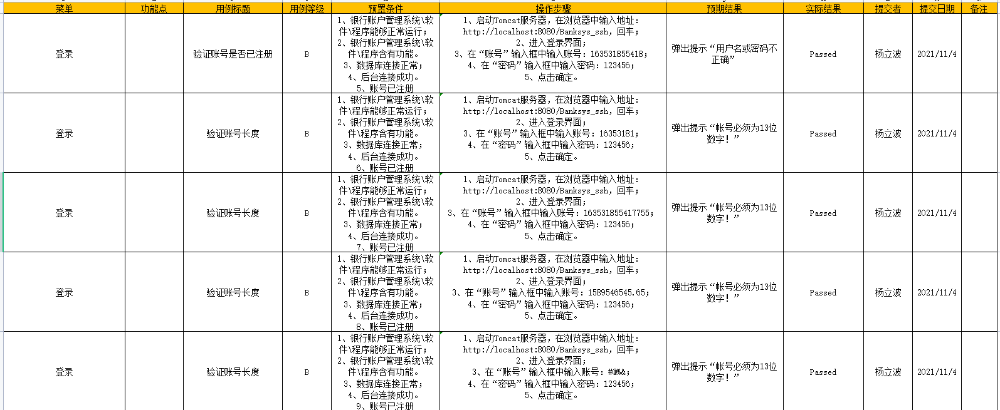 菜单 功能点 用例标题 用例等级 预置条件 操作步骤 预期结果 实际结果 提交者 提交日期 备注
登录
验证账号是否已注册
B
1、银行账户管理系统\软
件\程序能够正常运行；
2、银行账户管理系统\软
件\程序含有功能。
3、数据库连接正常；
4、后台连接成功。
5、账号已注册
1、启动Tomcat服务器，在浏览器中输入地址：
http://localhost:8080/Banksys_ssh，回车；
2、进入登录界面；
3、在“账号”输入框中输入账号：163531855418；
4、在“密码”输入框中输入密码：123456；
5、点击确定。
弹出提示“用户名或密码不
正确”
Passed
杨立波
2021/11/4
登录
验证账号长度
B
1、银行账户管理系统\软
件\程序能够正常运行；
2、银行账户管理系统\软
件\程序含有功能。
3、数据库连接正常；
4、后台连接成功。
6、账号已注册
1、启动Tomcat服务器，在浏览器中输入地址：
http://localhost:8080/Banksys_ssh，回车；
2、进入登录界面；
3、在“账号”输入框中输入账号：16353181；
4、在“密码”输入框中输入密码：123456；
5、点击确定。
弹出提示“帐号必须为13位
数字！”
Passed
杨立波
2021/11/4
登录
验证账号长度
B
1、银行账户管理系统\软
件\程序能够正常运行；
2、银行账户管理系统\软
件\程序含有功能。
3、数据库连接正常；
4、后台连接成功。
7、账号已注册
1、启动Tomcat服务器，在浏览器中输入地址：
http://localhost:8080/Banksys_ssh，回车；
2、进入登录界面；
3、在“账号”输入框中输入账号：163531855417755；
4、在“密码”输入框中输入密码：123456；
5、点击确定。
弹出提示“帐号必须为13位
数字！”
Passed
杨立波
2021/11/4
登录
验证账号长度
B
1、银行账户管理系统\软
件\程序能够正常运行；
2、银行账户管理系统\软
件\程序含有功能。
3、数据库连接正常；
4、后台连接成功。
8、账号已注册
1、启动Tomcat服务器，在浏览器中输入地址：
http://localhost:8080/Banksys_ssh，回车；
2、进入登录界面；
3、在“账号”输入框中输入账号：1589546545.65；
4、在“密码”输入框中输入密码：123456；
5、点击确定。
弹出提示“帐号必须为13位
数字！”
Passed
杨立波
2021/11/4
登录
验证账号长度
B
1、银行账户管理系统\软
件\程序能够正常运行；
2、银行账户管理系统\软
件\程序含有功能。
3、数据库连接正常；
4、后台连接成功。
9、账号已注册
1、启动Tomcat服务器，在浏览器中输入地址：
http://localhost:8080/Banksys_ssh，回车；
2、进入登录界面；
3、在“账号”输入框中输入账号：#@%&；
4、在“密码”输入框中输入密码：123456；
5、点击确定。
弹出提示“帐号必须为13位
数字！”
Passed
杨立波
2021/11/4